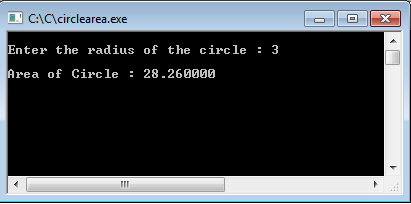 C:\C\circlearea.exe
Enter the radius of the circle : 3
Area of Circle : 28.260000